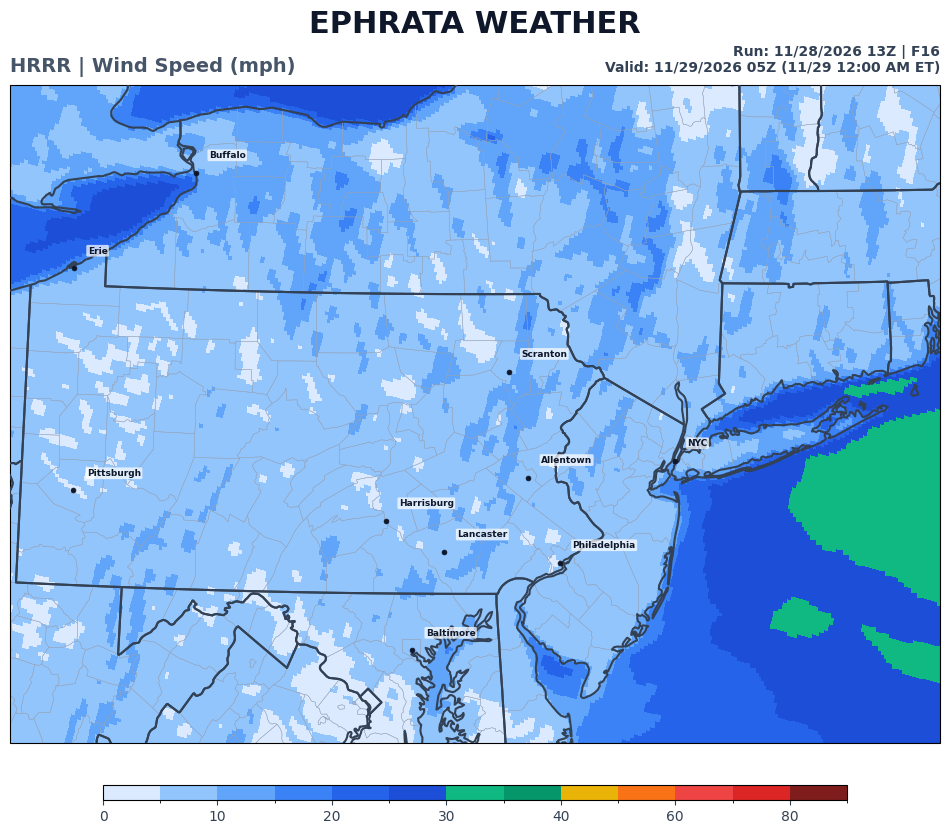 EPHRATA WEATHER
HRRR | Wind Speed (mph)
Run: 11/28/2026 13Z | F16
Valid: 11/29/2026 05Z (11/29 12:00 AM ET)
Buffalo
Erie
Scranton
NYC
Allentown
Pittsburgh
Harrisburg
Lancaster
Philadelphia
Baltimore
0 10 20 30 40 50 60 70 80